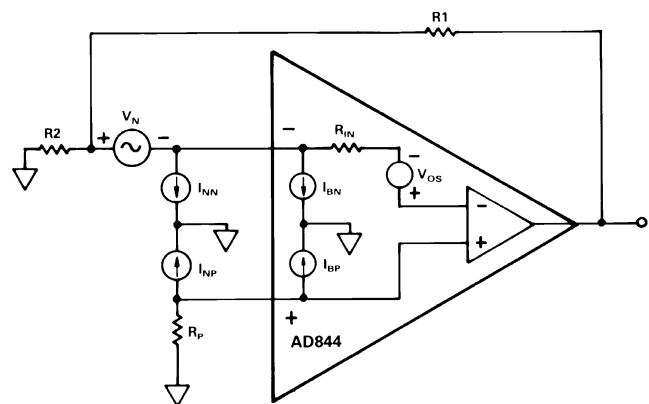 R1
V_N
R2
+
−
−
R_IN
−
V_OS
+
I_NN
I_BN
−
+
I_NP
I_BP
R_P
+
AD844